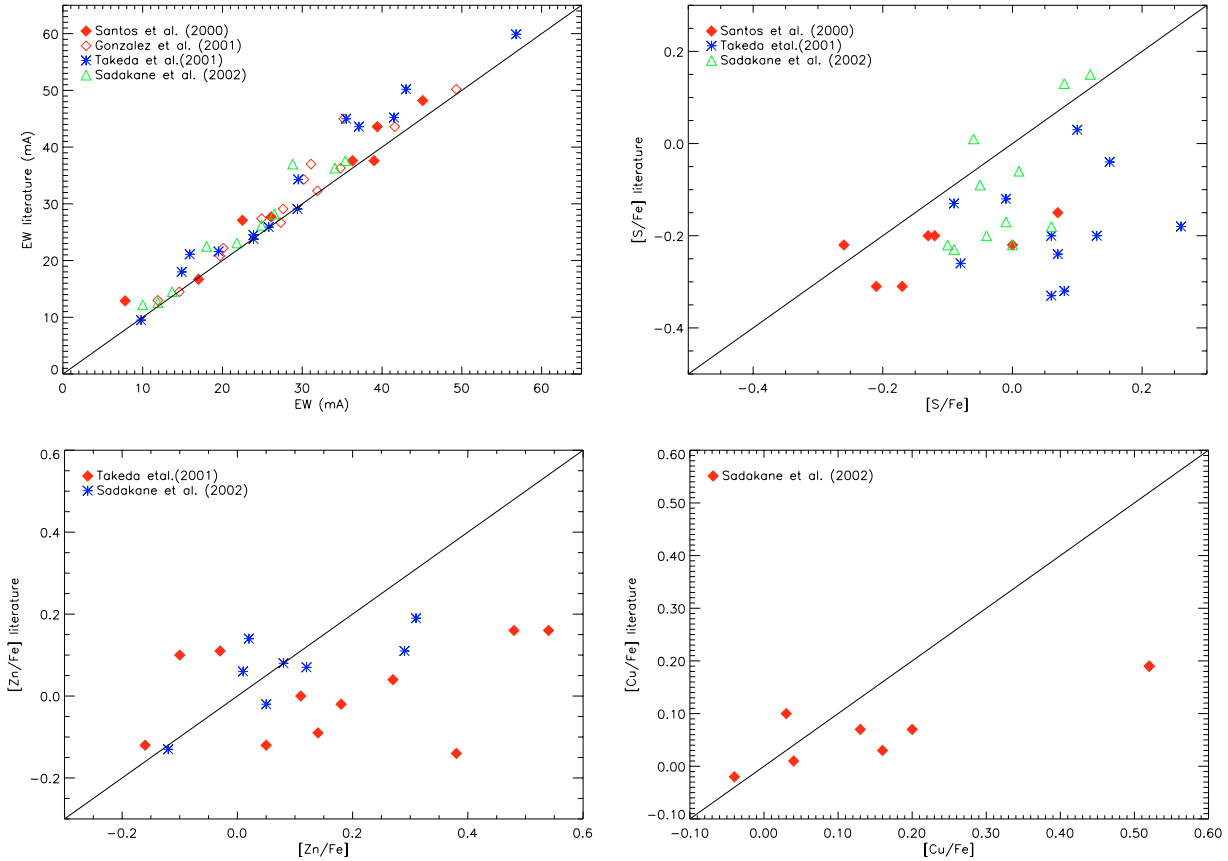 Santos et al. (2000)
Gonzalez et al. (2001)
Takeda et al.(2001)
Sadakane et al. (2002)
60
50
40
30
20
10
0
EW literature (mA)
0 10 20 30 40 50 60
EW (mA)
Santos et al. (2000)
Takeda etal.(2001)
Sadakane et al. (2002)
0.2
0.0
−0.2
−0.4
[S/Fe] literature
−0.4 −0.2 0.0 0.2
[S/Fe]
Takeda etal.(2001)
Sadakane et al. (2002)
0.6
0.4
0.2
0.0
−0.2
[Zn/Fe] literature
−0.2 0.0 0.2 0.4 0.6
[Zn/Fe]
Sadakane et al. (2002)
0.60
0.50
0.40
0.30
0.20
0.10
0.00
−0.10
[Cu/Fe] literature
−0.10 0.00 0.10 0.20 0.30 0.40 0.50 0.60
[Cu/Fe]